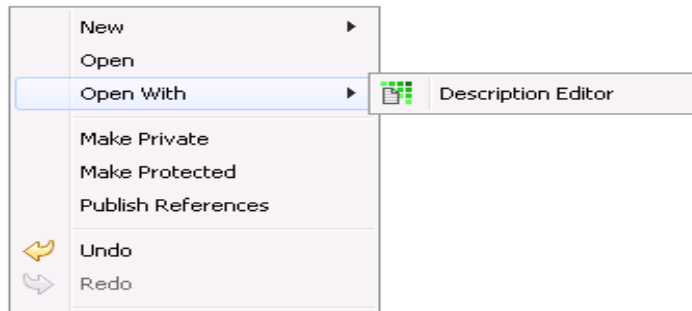 New
Open
Open With
Description Editor
Make Private
Make Protected
Publish References
Undo
Redo